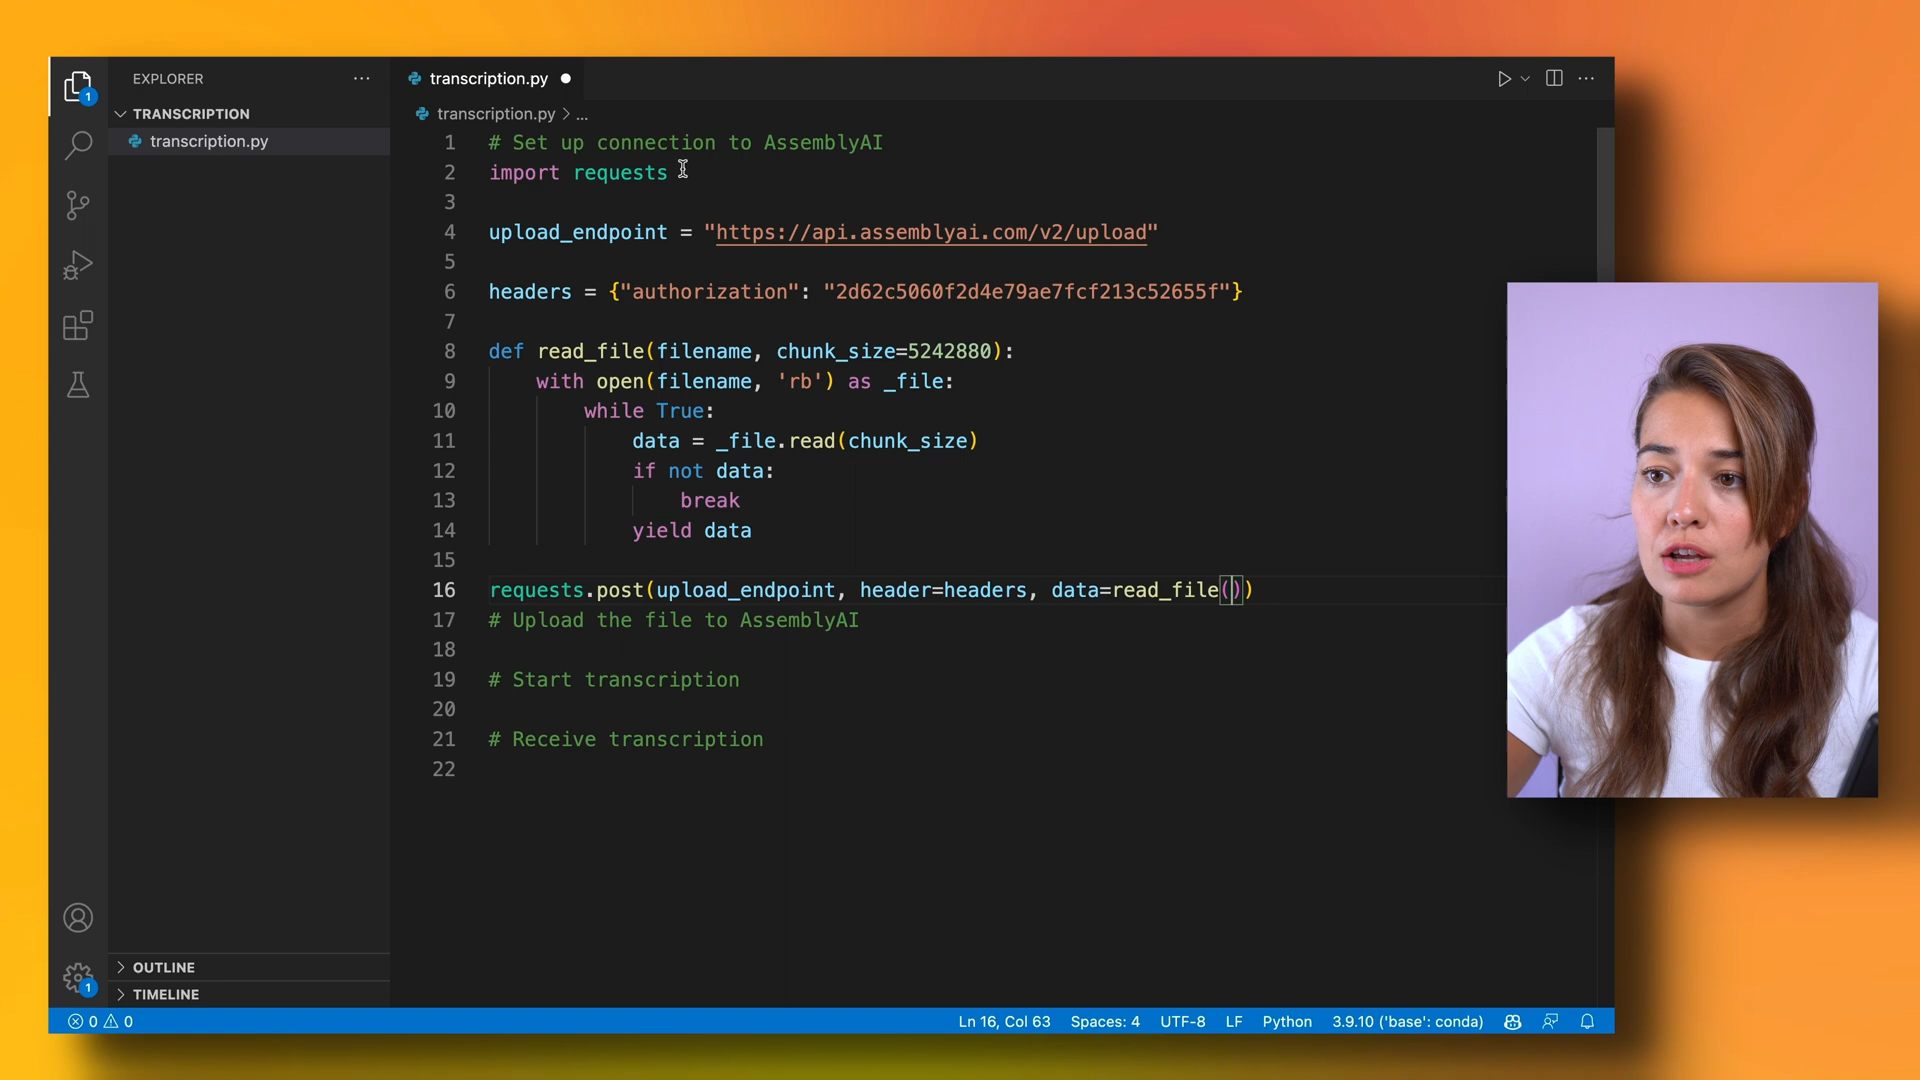 EXPLORER
TRANSCRIPTION
transcription.py
OUTLINE
TIMELINE
transcription.py
transcription.py > ...
1 # Set up connection to AssemblyAI
2 import requests
3
4 upload_endpoint = "https://api.assemblyai.com/v2/upload"
5
6 headers = {"authorization": "2d62c5060f2d4e79ae7fcf213c52655f"}
7
8 def read_file(filename, chunk_size=5242880):
9 with open(filename, 'rb') as _file:
10 while True:
11 data = _file.read(chunk_size)
12 if not data:
13 break
14 yield data
15
16 requests.post(upload_endpoint, header=headers, data=read_file())
17 # Upload the file to AssemblyAI
18
19 # Start transcription
20
21 # Receive transcription
22
1
1
0 0
Ln 16, Col 63 Spaces: 4 UTF-8 LF Python 3.9.10 ('base': conda)